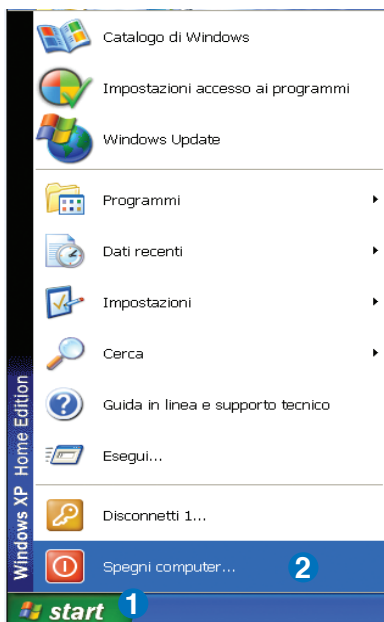 Catalogo di Windows
Impostazioni accesso ai programmi
Windows Update
Programmi
Dati recenti
Impostazioni
Cerca
Guida in linea e supporto tecnico
Esegui...
Disconnetti 1...
Spegni computer... 2
Windows XP Home Edition
start 1